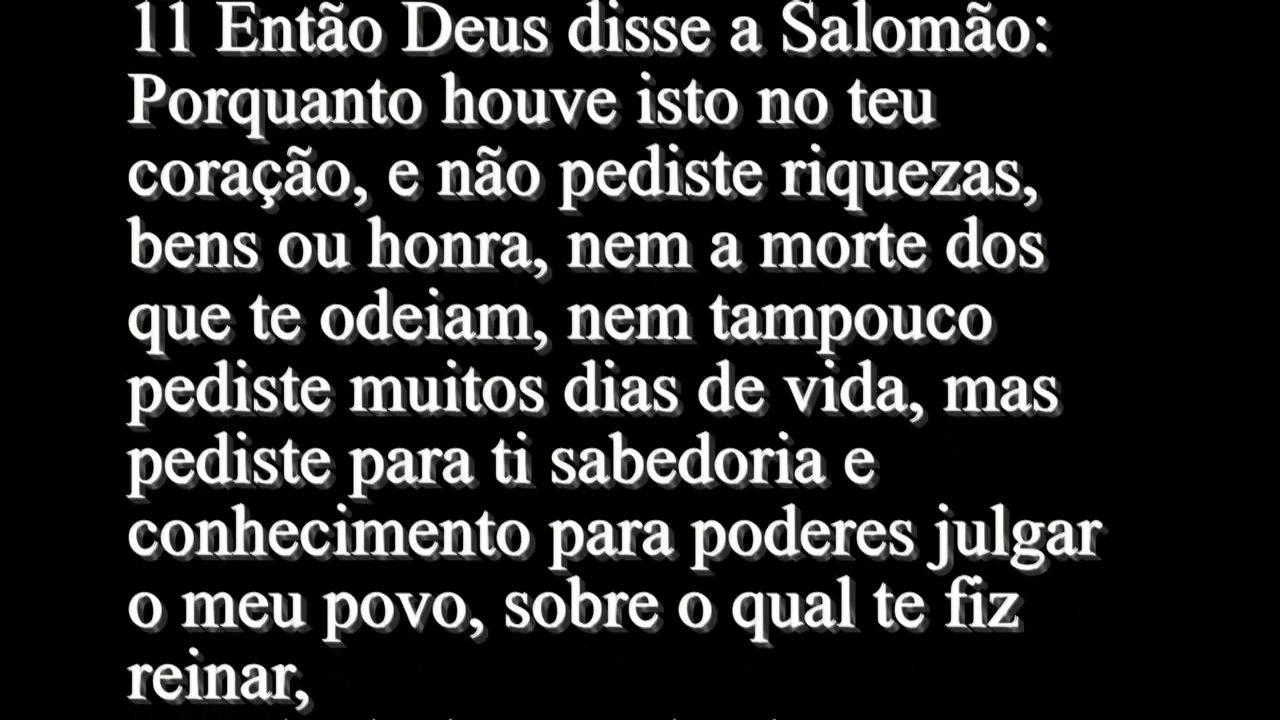 11 Então Deus disse a Salomão:
Porquanto houve isto no teu
coração, e não pediste riquezas,
bens ou honra, nem a morte dos
que te odeiam, nem tampouco
pediste muitos dias de vida, mas
pediste para ti sabedoria e
conhecimento para poderes julgar
o meu povo, sobre o qual te fiz
reinar,